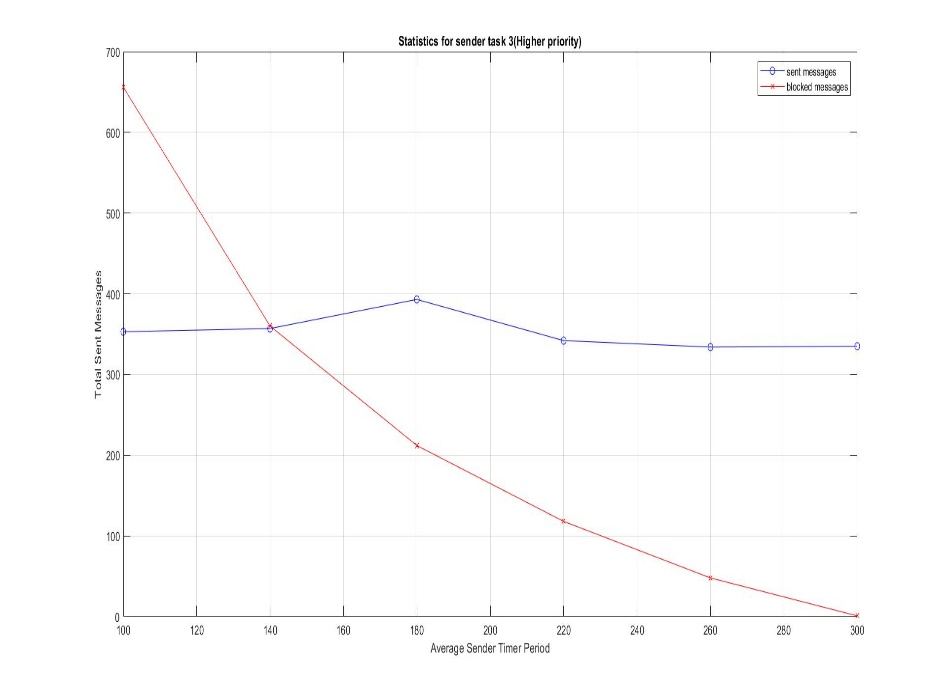 Statistics for sender task 3(Higher priority)
sent messages
blocked messages
Total Sent Messages
700
600
500
400
300
200
100
0
100 120 140 160 180 200 220 240 260 280 300
Average Sender Timer Period